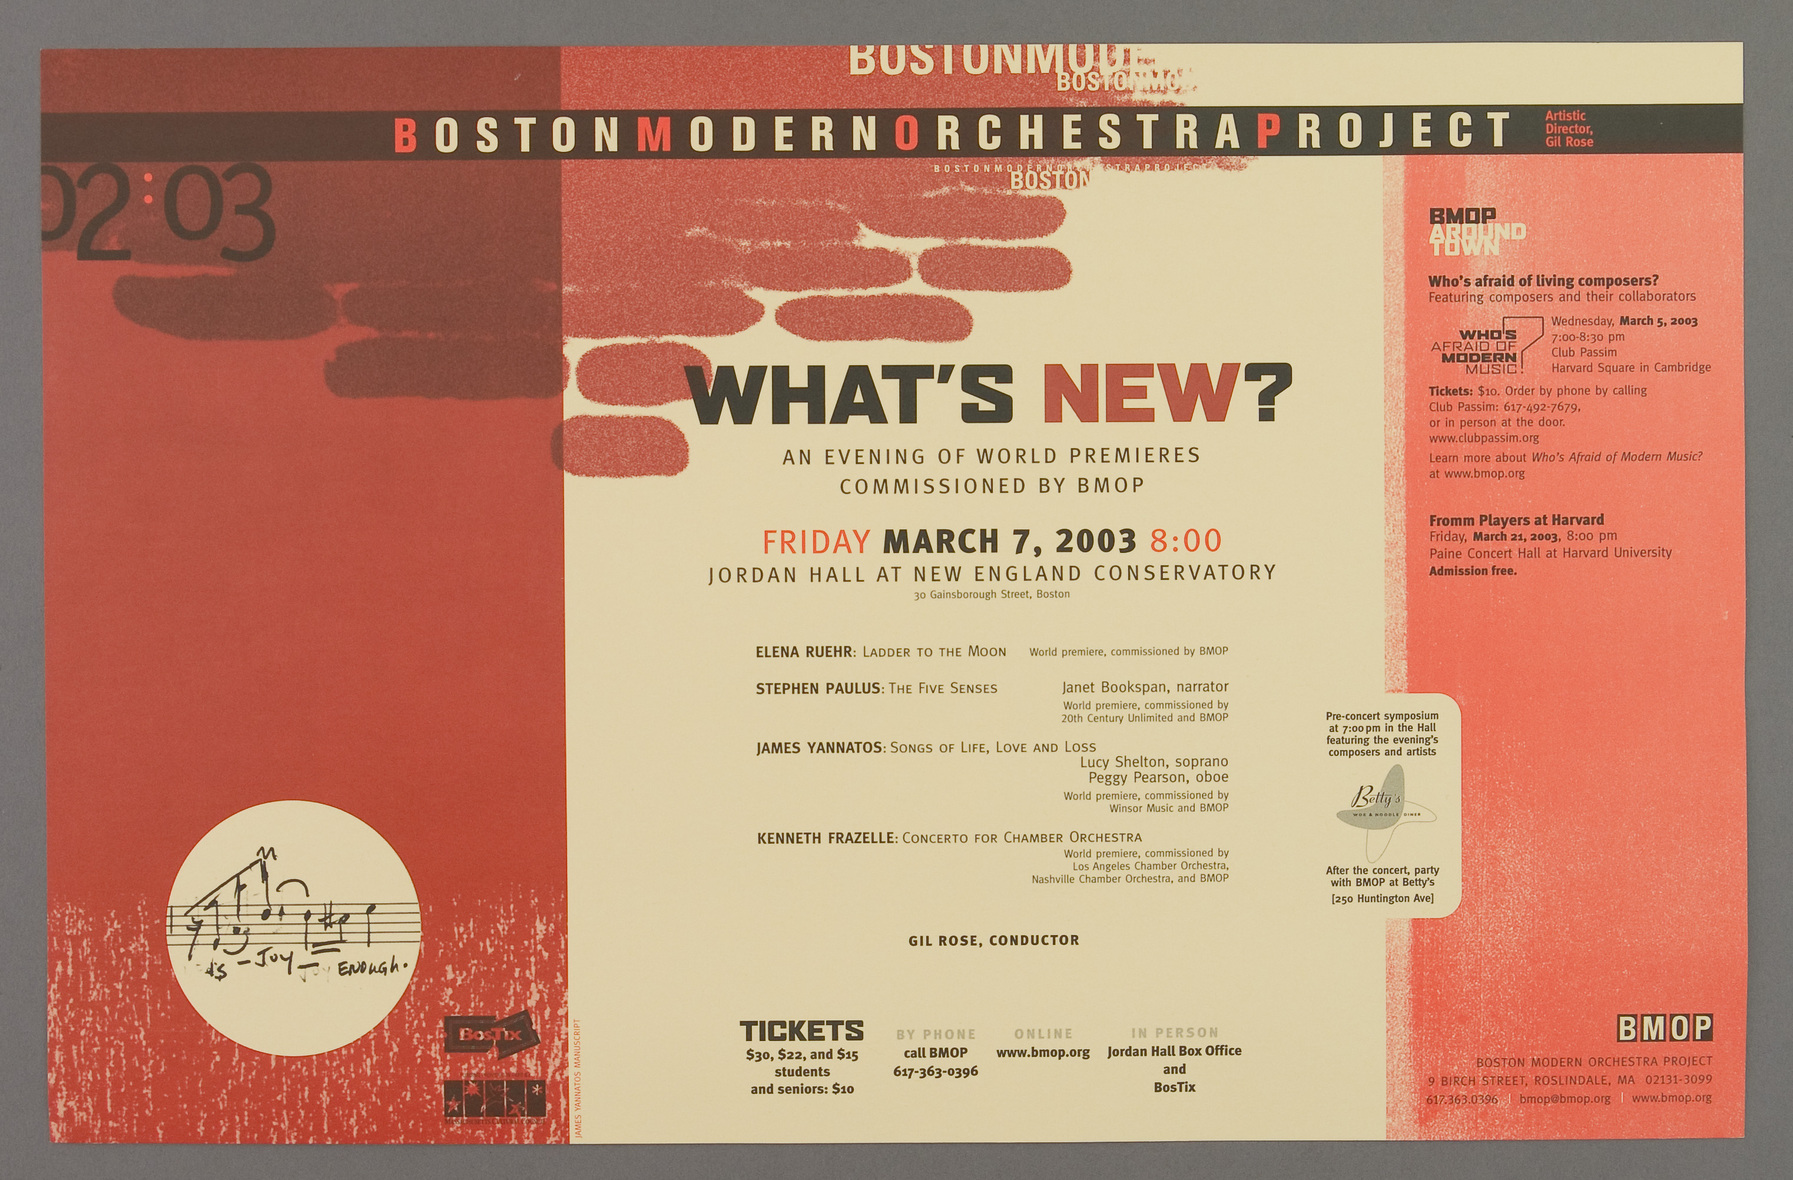 BOSTONMODE
BOSTONMO
BOSTONMODERNORCHESTRAPROJECT
Artistic
Director,
Gil Rose
BOSTONMODERNORCHESTRAPROJEC
BOSTON
02:03
WHAT'S NEW?
AN EVENING OF WORLD PREMIERES
COMMISSIONED BY BMOP
FRIDAY MARCH 7, 2003 8:00
JORDAN HALL AT NEW ENGLAND CONSERVATORY
30 Gainsborough Street, Boston
ELENA RUEHR: LADDER TO THE MOON World premiere, commissioned by BMOP
STEPHEN PAULUS: THE FIVE SENSES Janet Bookspan, narrator
World premiere, commissioned by
20th Century Unlimited and BMOP
JAMES YANNATOS: SONGS OF LIFE, LOVE AND LOSS
Lucy Shelton, soprano
Peggy Pearson, oboe
World premiere, commissioned by
Winsor Music and BMOP
KENNETH FRAZELLE: CONCERTO FOR CHAMBER ORCHESTRA
World premiere, commissioned by
Los Angeles Chamber Orchestra,
Nashville Chamber Orchestra, and BMOP
GIL ROSE, CONDUCTOR
TICKETS
$30, $22, and $15
students
and seniors: $10
BY PHONE
call BMOP
617-363-0396
ONLINE
www.bmop.org
IN PERSON
Jordan Hall Box Office
and
BosTix
BMOP
AROUND
TOWN
Who's afraid of living composers?
Featuring composers and their collaborators
WHO'S
AFRAID OF
MODERN
MUSIC?
Wednesday, March 5, 2003
7:00-8:30 pm
Club Passim
Harvard Square in Cambridge
Tickets: $10. Order by phone by calling
Club Passim: 617-492-7679,
or in person at the door.
www.clubpassim.org
Learn more about Who's Afraid of Modern Music?
at www.bmop.org
Fromm Players at Harvard
Friday, March 21, 2003, 8:00 pm
Paine Concert Hall at Harvard University
Admission free.
Pre-concert symposium
at 7:00 pm in the Hall
featuring the evening's
composers and artists
Betty's
WOK & NOODLE DINER
After the concert, party
with BMOP at Betty's
[250 Huntington Ave]
– JOY – JOY ENOUGH.
BosTix
JAMES YANNATOS MANUSCRIPT
BMOP
BOSTON MODERN ORCHESTRA PROJECT
9 BIRCH STREET, ROSLINDALE, MA 02131-3099
617.363.0396 | bmop@bmop.org | www.bmop.org